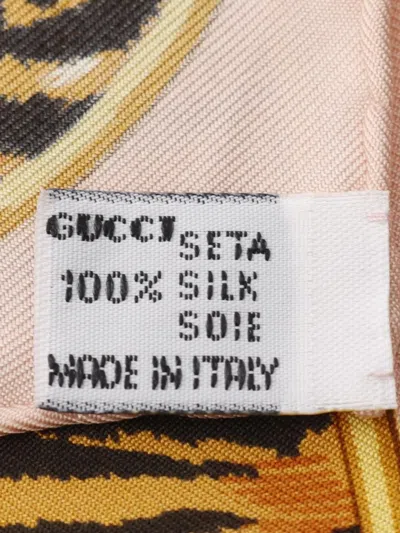 GUCCI
SETA
100% SILK
SOIE
MADE IN ITALY